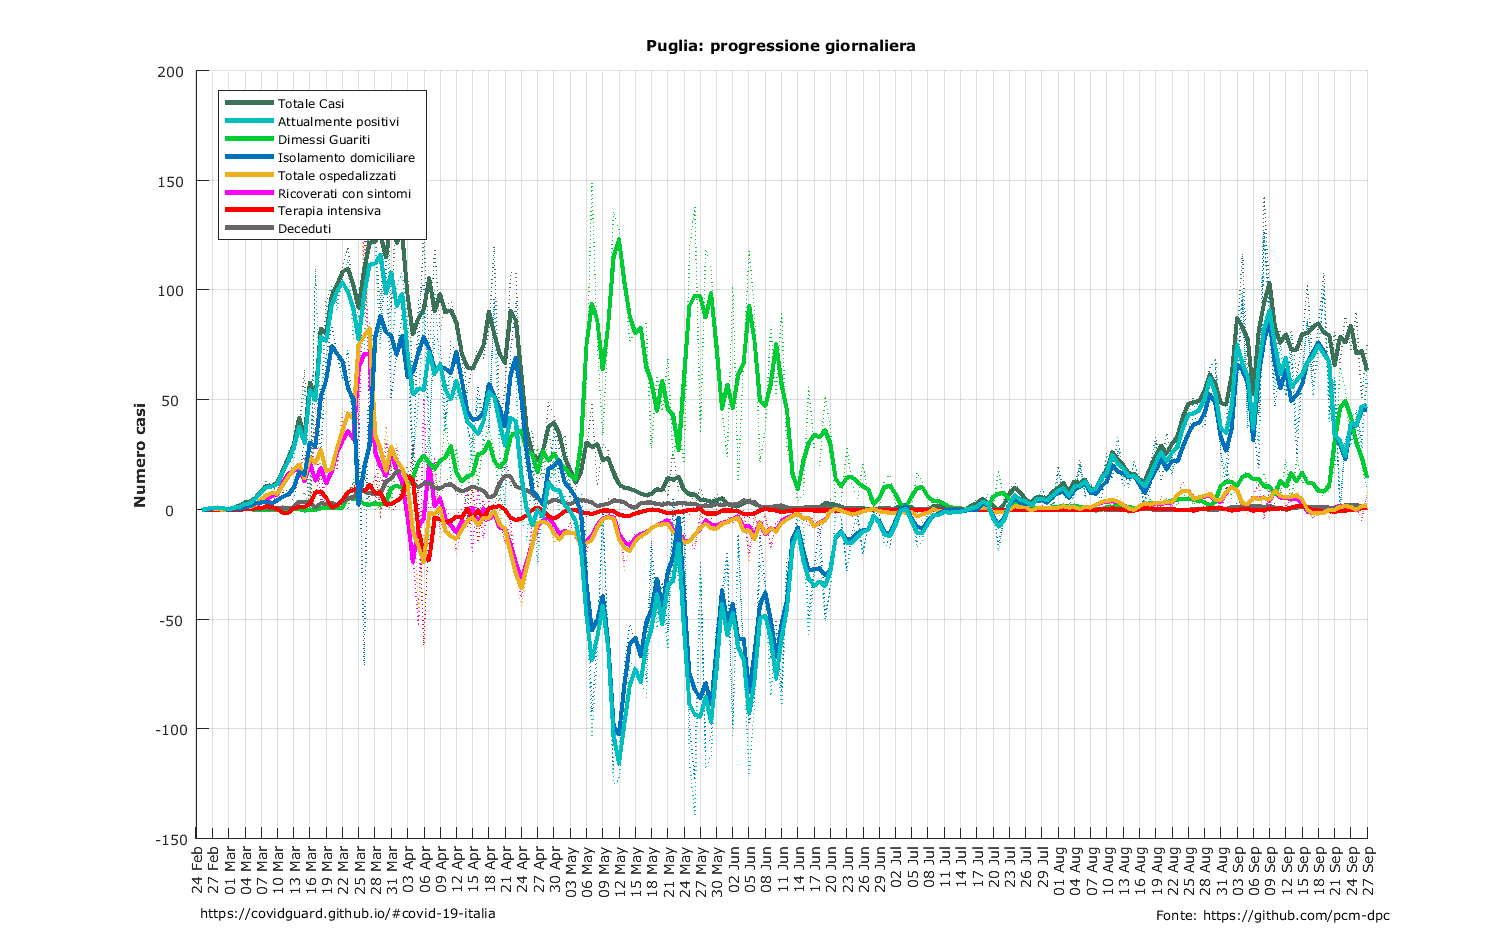 Puglia: progressione giornaliera
Numero casi
200
150
100
50
0
-50
-100
-150
Totale Casi
Attualmente positivi
Dimessi Guariti
Isolamento domiciliare
Totale ospedalizzati
Ricoverati con sintomi
Terapia intensiva
Deceduti
24 Feb
27 Feb
01 Mar
04 Mar
07 Mar
10 Mar
13 Mar
16 Mar
19 Mar
22 Mar
25 Mar
28 Mar
31 Mar
03 Apr
06 Apr
09 Apr
12 Apr
15 Apr
18 Apr
21 Apr
24 Apr
27 Apr
30 Apr
03 May
06 May
09 May
12 May
15 May
18 May
21 May
24 May
27 May
30 May
02 Jun
05 Jun
08 Jun
11 Jun
14 Jun
17 Jun
20 Jun
23 Jun
26 Jun
29 Jun
02 Jul
05 Jul
08 Jul
11 Jul
14 Jul
17 Jul
20 Jul
23 Jul
26 Jul
29 Jul
01 Aug
04 Aug
07 Aug
10 Aug
13 Aug
16 Aug
19 Aug
22 Aug
25 Aug
28 Aug
31 Aug
03 Sep
06 Sep
09 Sep
12 Sep
15 Sep
18 Sep
21 Sep
24 Sep
27 Sep
https://covidguard.github.io/#covid-19-italia
Fonte: https://github.com/pcm-dpc